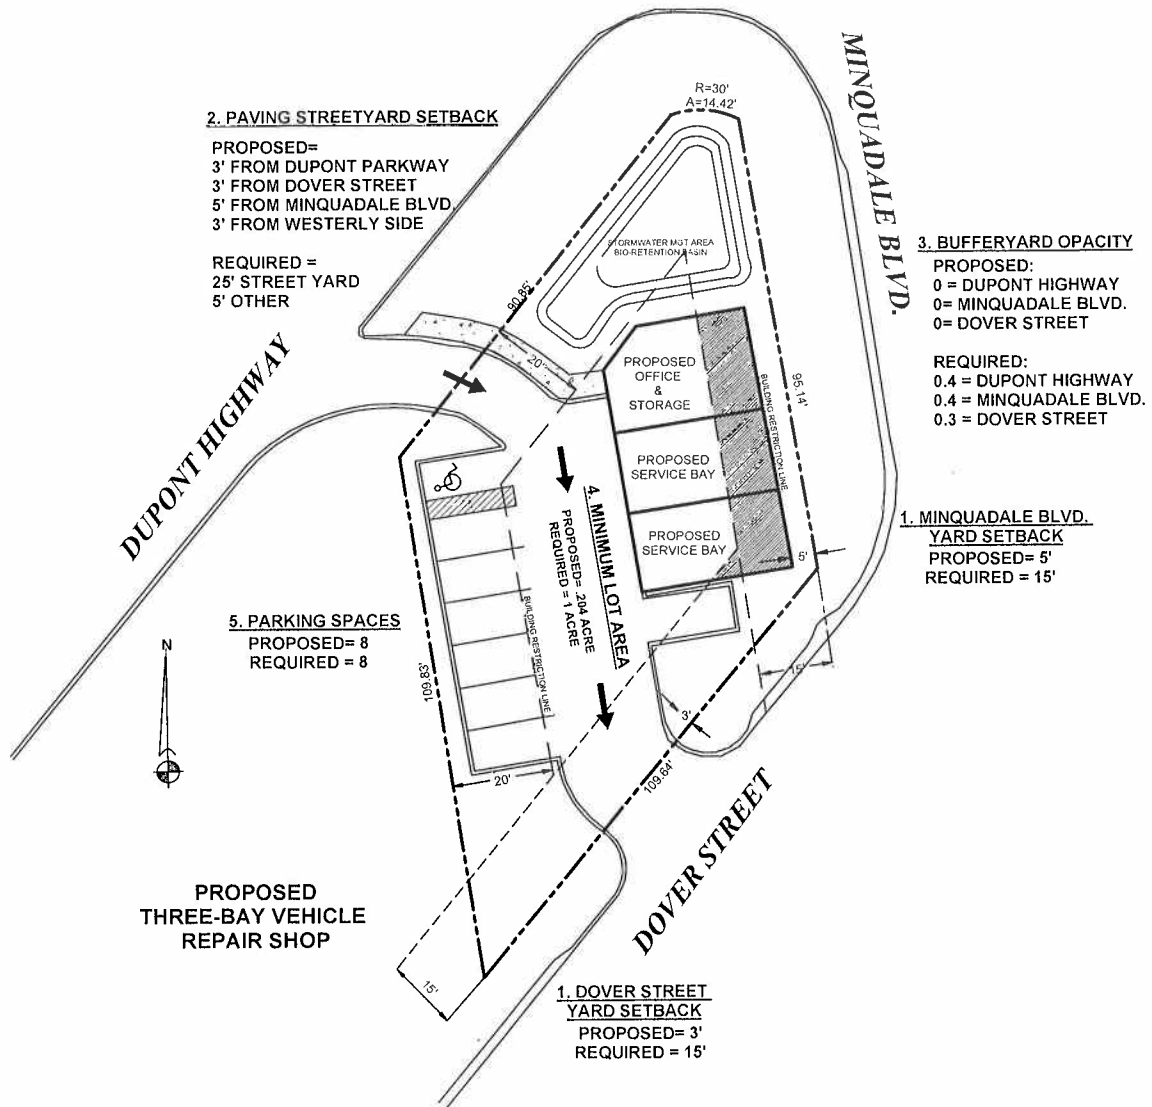 R=30'
A=14.42'
MINQUADALE BLVD.
2. PAVING STREETYARD SETBACK
PROPOSED=
3' FROM DUPONT PARKWAY
3' FROM DOVER STREET
5' FROM MINQUADALE BLVD.
3' FROM WESTERLY SIDE
REQUIRED =
25' STREET YARD
5' OTHER
STORMWATER MGT AREA
BIO-RETENTION BASIN
3. BUFFERYARD OPACITY
PROPOSED:
0 = DUPONT HIGHWAY
0= MINQUADALE BLVD.
0= DOVER STREET
REQUIRED:
0.4 = DUPONT HIGHWAY
0.4 = MINQUADALE BLVD.
0.3 = DOVER STREET
90.85'
20'
DUPONT HIGHWAY
PROPOSED
OFFICE
&
STORAGE
BUILDING RESTRICTION LINE
95.14'
PROPOSED
SERVICE BAY
PROPOSED
SERVICE BAY
5'
4. MINIMUM LOT AREA
PROPOSED= .204 ACRE
REQUIRED = 1 ACRE
1. MINQUADALE BLVD.
YARD SETBACK
PROPOSED= 5'
REQUIRED = 15'
5. PARKING SPACES
PROPOSED= 8
REQUIRED = 8
N
109.83'
BUILDING RESTRICTION LINE
15'
3'
20'
109.64'
DOVER STREET
PROPOSED
THREE-BAY VEHICLE
REPAIR SHOP
15'
1. DOVER STREET
YARD SETBACK
PROPOSED= 3'
REQUIRED = 15'